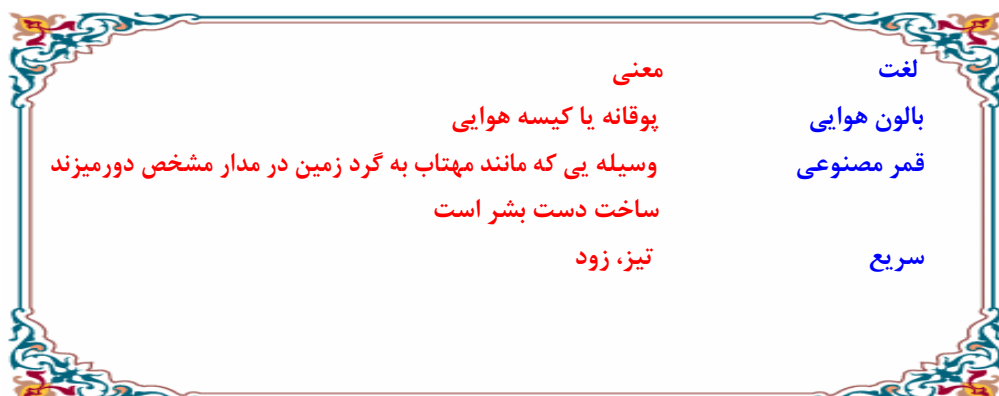 لغت معنی
بالون هوایی پوقانه یا کیسه هوایی
قمر مصنوعی وسیله یی که مانند مهتاب به گرد زمین در مدار مشخص دورمیزند
ساخت دست بشر است
سریع تیز، زود